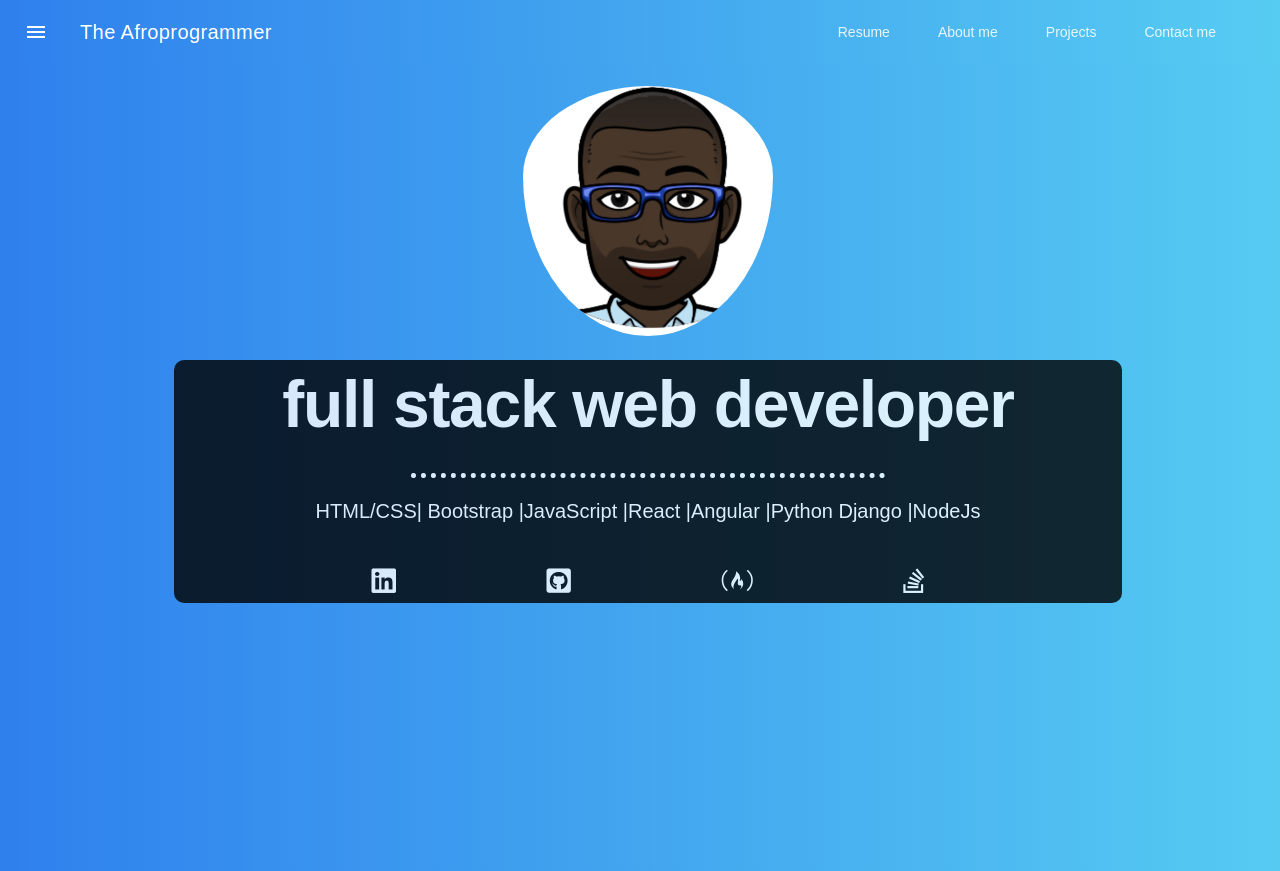 The Afroprogrammer
Resume
About me
Projects
Contact me
full stack web developer
HTML/CSS| Bootstrap |JavaScript |React |Angular |Python Django |NodeJs
in